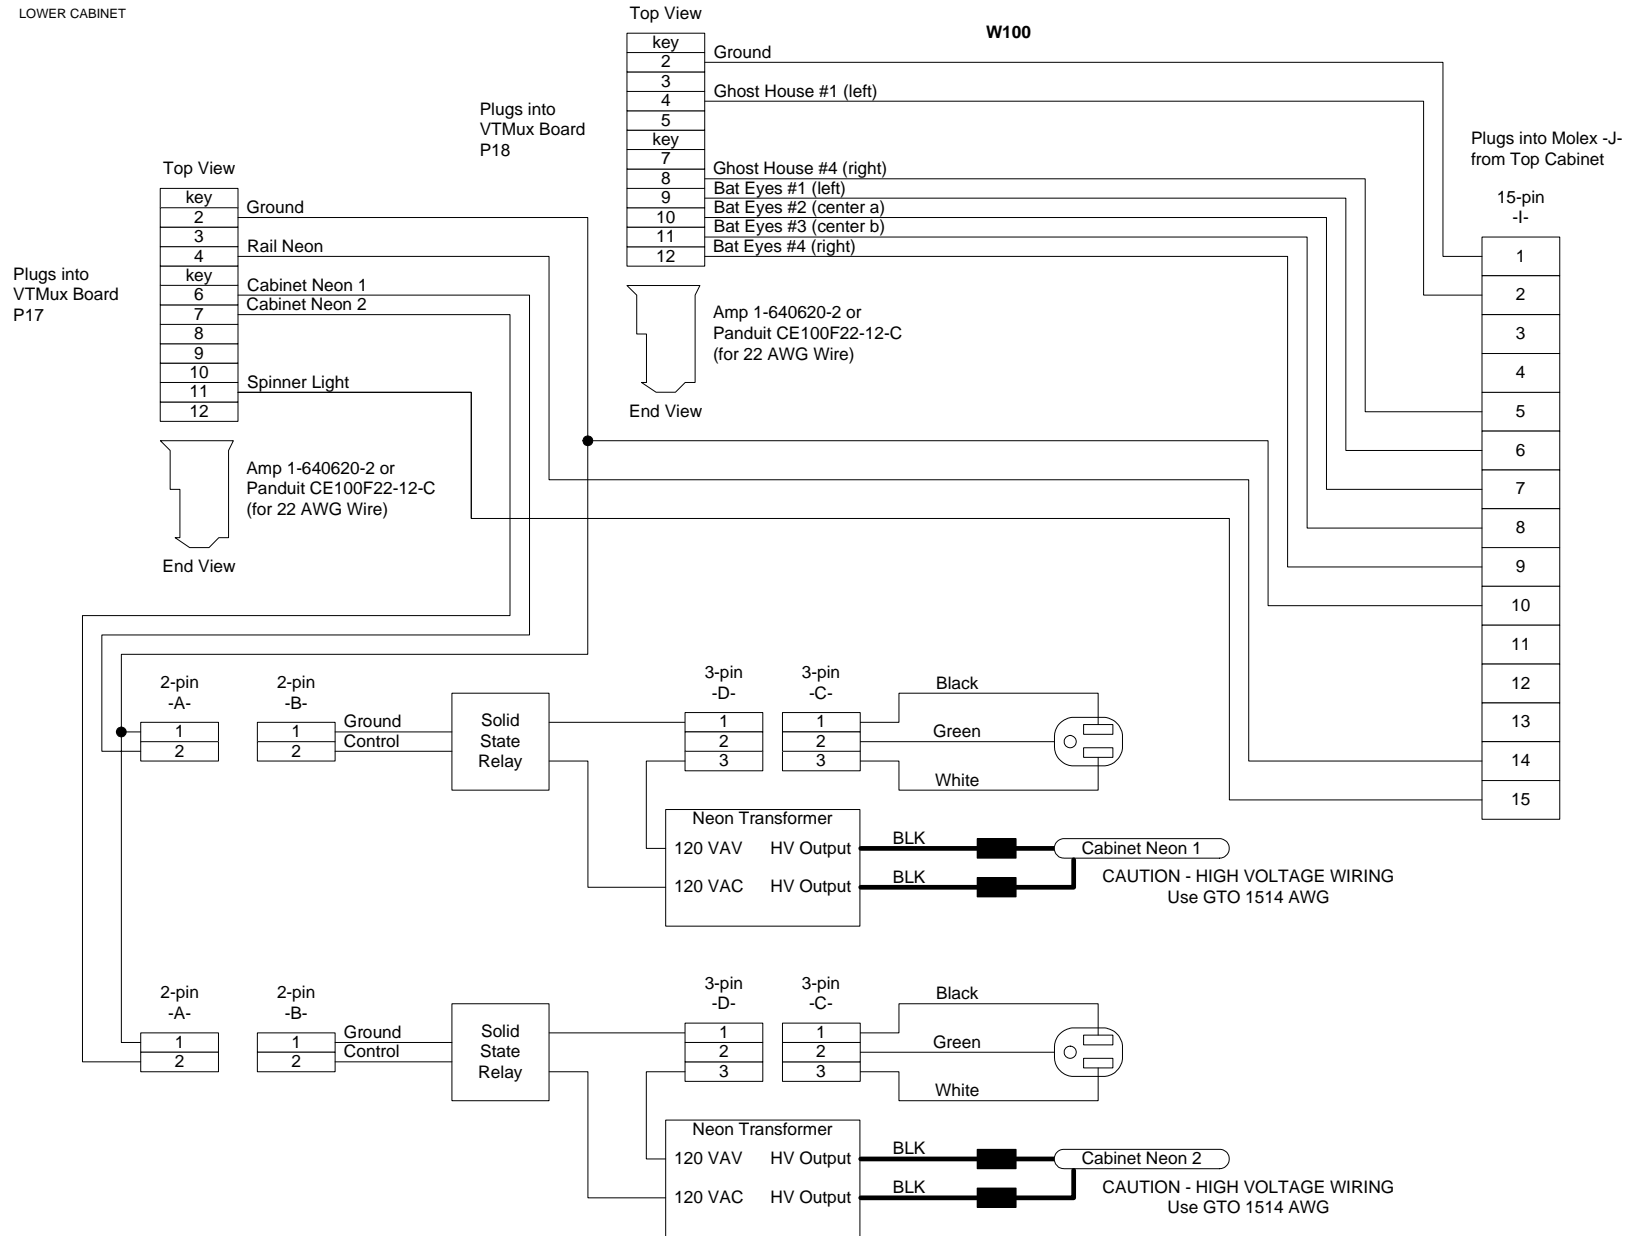 LOWER CABINET
Top View
W100
key
2
3
4
5
key
7
8
9
10
11
12
Ground
Ghost House #1 (left)
Ghost House #4 (right)
Bat Eyes #1 (left)
Bat Eyes #2 (center a)
Bat Eyes #3 (center b)
Bat Eyes #4 (right)
Plugs into
VTMux Board
P18
Amp 1-640620-2 or
Panduit CE100F22-12-C
(for 22 AWG Wire)
End View
Plugs into Molex -J-
from Top Cabinet
15-pin
-I-
1
2
3
4
5
6
7
8
9
10
11
12
13
14
15
Top View
key
2
3
4
key
6
7
8
9
10
11
12
Ground
Rail Neon
Cabinet Neon 1
Cabinet Neon 2
Spinner Light
Plugs into
VTMux Board
P17
Amp 1-640620-2 or
Panduit CE100F22-12-C
(for 22 AWG Wire)
End View
2-pin
-A-
1
2
2-pin
-B-
1
2
Ground
Control
Solid
State
Relay
3-pin
-D-
1
2
3
3-pin
-C-
1
2
3
Black
Green
White
Neon Transformer
120 VAV HV Output
120 VAC HV Output
BLK
BLK
Cabinet Neon 1
CAUTION - HIGH VOLTAGE WIRING
Use GTO 1514 AWG
2-pin
-A-
1
2
2-pin
-B-
1
2
Ground
Control
Solid
State
Relay
3-pin
-D-
1
2
3
3-pin
-C-
1
2
3
Black
Green
White
Neon Transformer
120 VAV HV Output
120 VAC HV Output
BLK
BLK
Cabinet Neon 2
CAUTION - HIGH VOLTAGE WIRING
Use GTO 1514 AWG